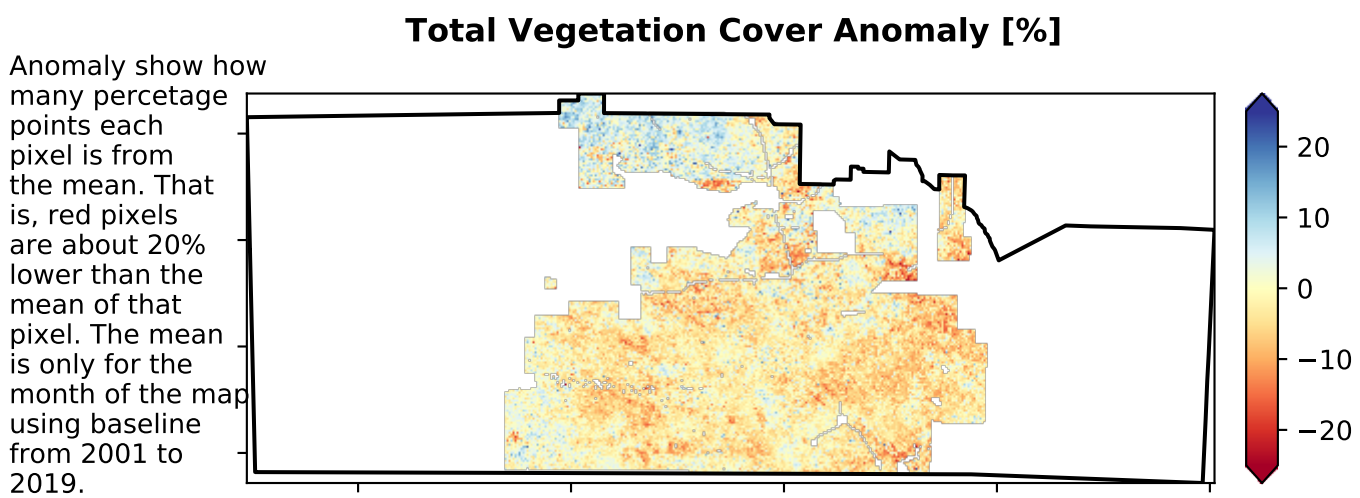 Total Vegetation Cover Anomaly [%]
Anomaly show how
many percetage
points each
pixel is from
the mean. That
is, red pixels
are about 20%
lower than the
mean of that
pixel. The mean
is only for the
month of the map
using baseline
from 2001 to
2019.
20
10
0
−10
−20